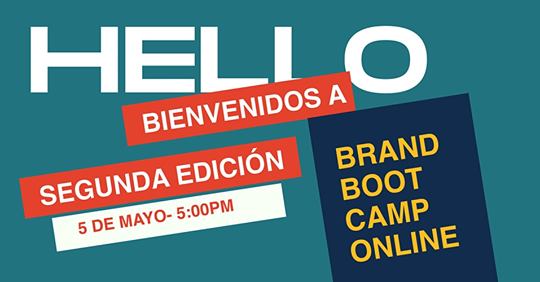 HELLO
BIENVENIDOS A
SEGUNDA EDICIÓN
5 DE MAYO- 5:00PM
BRAND
BOOT
CAMP
ONLINE